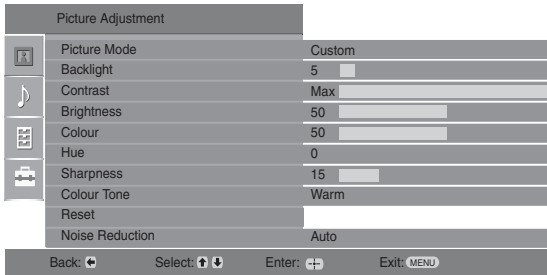 Picture Adjustment
Picture Mode Custom
Backlight 5
Contrast Max
Brightness 50
Colour 50
Hue 0
Sharpness 15
Colour Tone Warm
Reset
Noise Reduction Auto
Back: Select: Enter: Exit: MENU